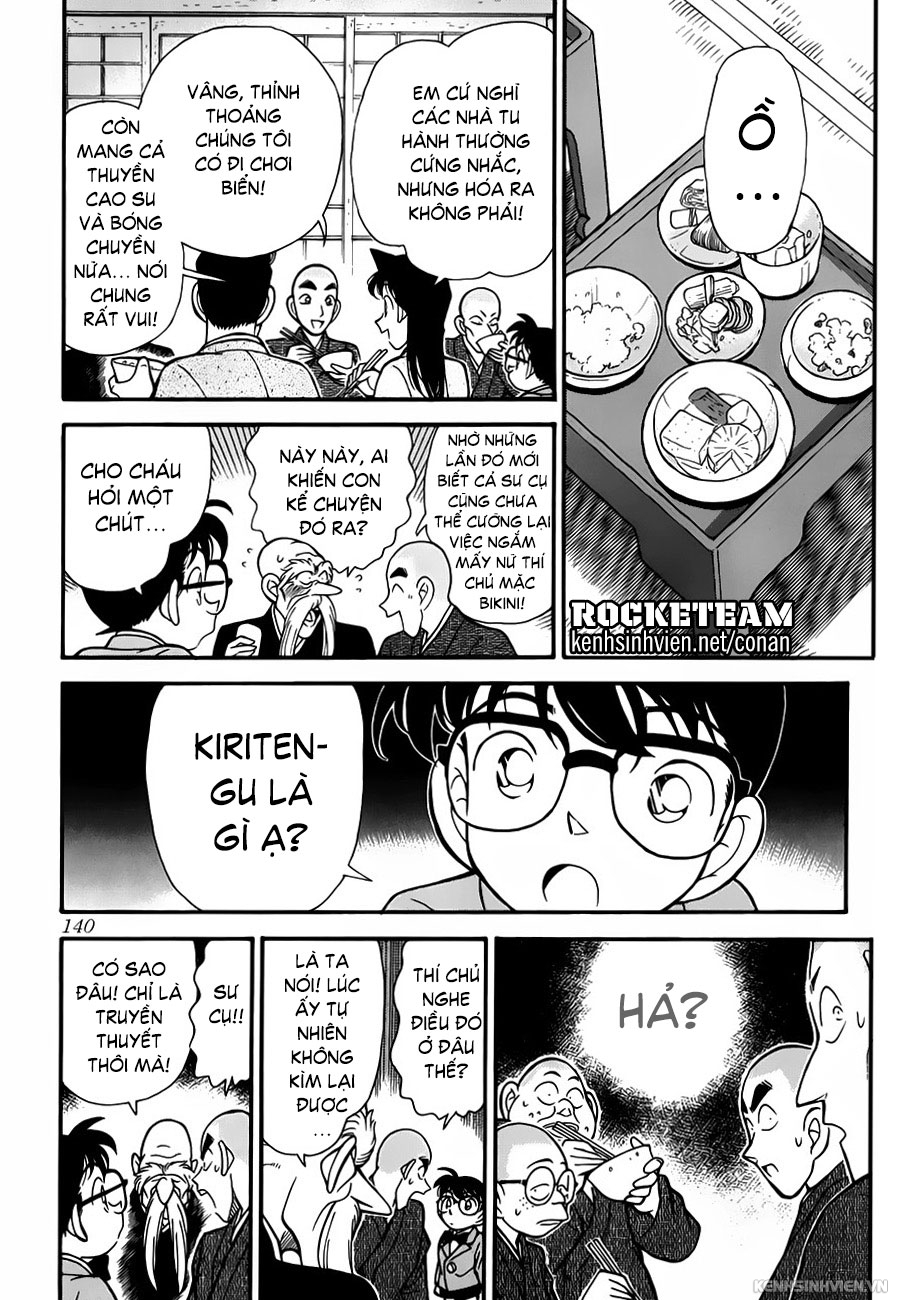 Ồ
...
EM CỨ NGHĨ
CÁC NHÀ TU
HÀNH THƯỜNG
CỨNG NHẮC,
NHƯNG HÓA RA
KHÔNG PHẢI!
VÂNG, THỈNH
THOẢNG
CHÚNG TÔI
CÓ ĐI CHƠI
BIỂN!
CÒN
MANG CẢ
THUYỀN
CAO SU
VÀ BÓNG
CHUYỀN
NỮA... NÓI
CHUNG
RẤT VUI!
NHỜ NHỮNG
LẦN ĐÓ MỚI
BIẾT CẢ SƯ CỤ
CŨNG CHƯA
THỂ CƯỠNG LẠI
VIỆC NGẮM
MẤY NỮ THÍ
CHỦ MẶC
BIKINI!
NÀY NÀY, AI
KHIẾN CON
KỂ CHUYỆN
ĐÓ RA?
CHO CHÁU
HỎI MỘT
CHÚT...
ROCKETEAM
kenhsinhvien.net/conan
KIRITEN-
GU LÀ
GÌ Ạ?
140
HẢ?
THÍ CHỦ
NGHE
ĐIỀU ĐÓ
Ở ĐÂU
THẾ?
LÀ TA
NÓI! LÚC
ẤY TỰ
NHIÊN
KHÔNG
KÌM LẠI
ĐƯỢC
...
SƯ
CỤ!!
CÓ SAO
ĐÂU! CHỈ LÀ
TRUYỀN
THUYẾT
THÔI MÀ!
KENHSINHVIEN.VN